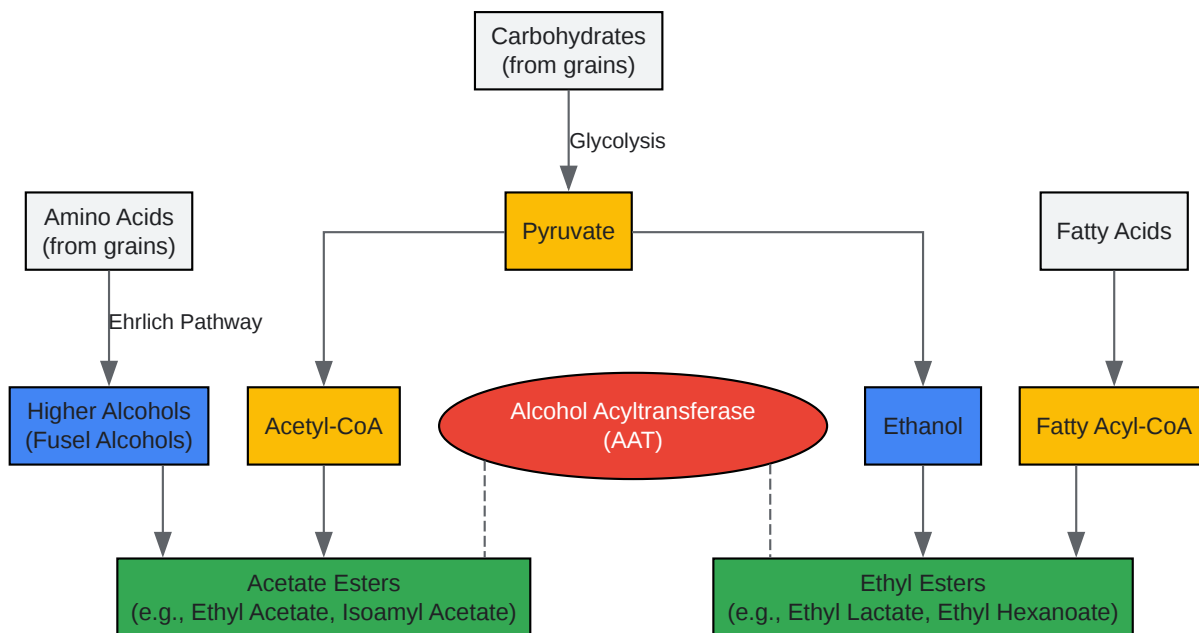 Carbohydrates
(from grains)
Glycolysis
Amino Acids
(from grains)
Pyruvate
Fatty Acids
Ehrlich Pathway
Higher Alcohols
(Fusel Alcohols)
Acetyl-CoA
Alcohol Acyltransferase
(AAT)
Ethanol
Fatty Acyl-CoA
Acetate Esters
(e.g., Ethyl Acetate, Isoamyl Acetate)
Ethyl Esters
(e.g., Ethyl Lactate, Ethyl Hexanoate)